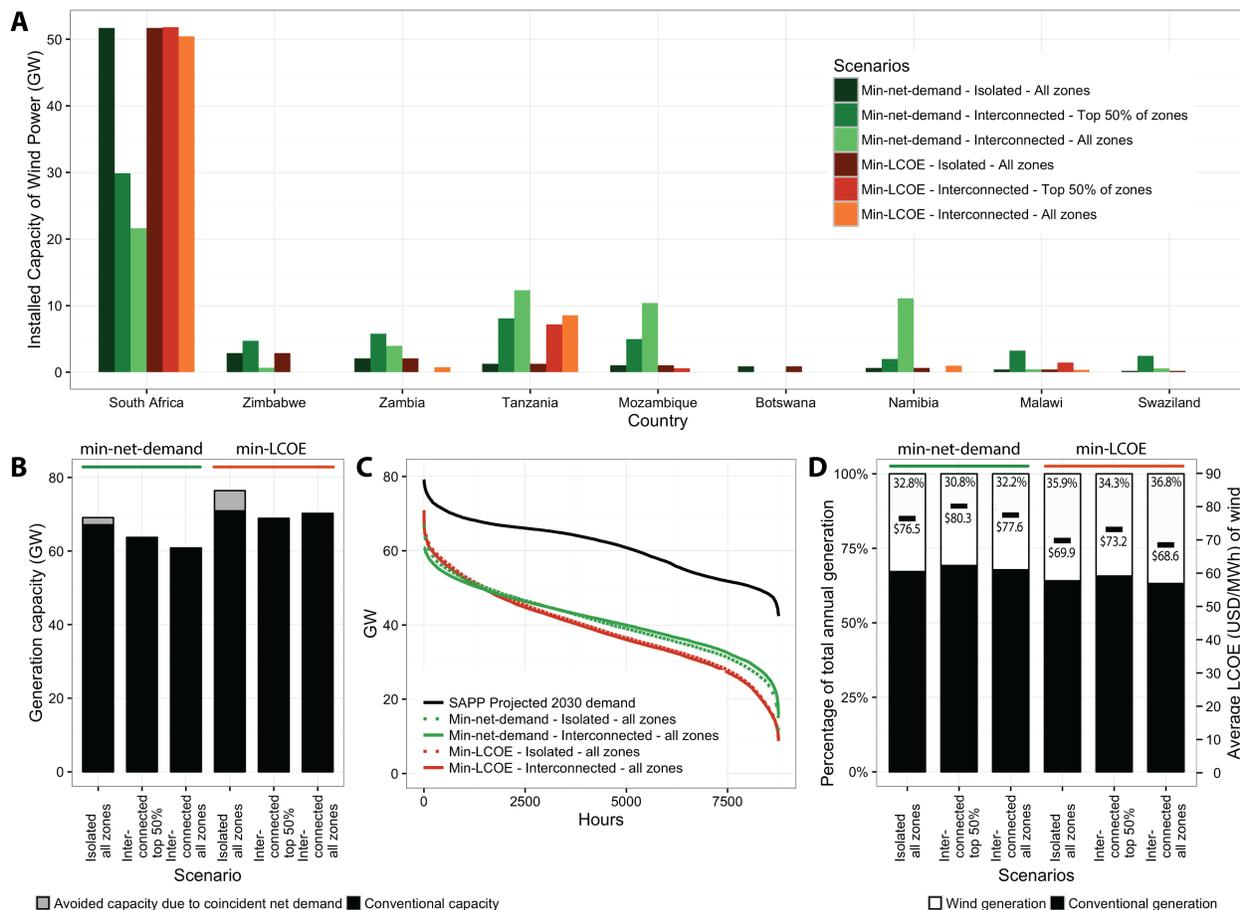 A
Installed Capacity of Wind Power (GW)
50
40
30
20
10
0
Scenarios
Min-net-demand - Isolated - All zones
Min-net-demand - Interconnected - Top 50% of zones
Min-net-demand - Interconnected - All zones
Min-LCOE - Isolated - All zones
Min-LCOE - Interconnected - Top 50% of zones
Min-LCOE - Interconnected - All zones
South Africa
Zimbabwe
Zambia
Tanzania
Mozambique
Botswana
Namibia
Malawi
Swaziland
Country
B
min-net-demand
min-LCOE
Generation capacity (GW)
80
60
40
20
0
Isolated
all zones
Inter-
connected
top 50%
Inter-
connected
all zones
Isolated
all zones
Inter-
connected
top 50%
Inter-
connected
all zones
Scenario
Avoided capacity due to coincident net demand
Conventional capacity
C
GW
80
60
40
20
0
SAPP Projected 2030 demand
Min-net-demand - Isolated - all zones
Min-net-demand - Interconnected - all zones
Min-LCOE - Isolated - all zones
Min-LCOE - Interconnected - all zones
0
2500
5000
7500
Hours
D
min-net-demand
min-LCOE
Percentage of total annual generation
100%
75%
50%
25%
0%
32.8%
30.8%
32.2%
35.9%
34.3%
36.8%
$76.5
$80.3
$77.6
$69.9
$73.2
$68.6
90
80
70
60
50
40
30
20
10
0
Average LCOE (USD/MWh) of wind
Isolated
all zones
Inter-
connected
top 50%
Inter-
connected
all zones
Isolated
all zones
Inter-
connected
top 50%
Inter-
connected
all zones
Scenarios
Wind generation
Conventional generation